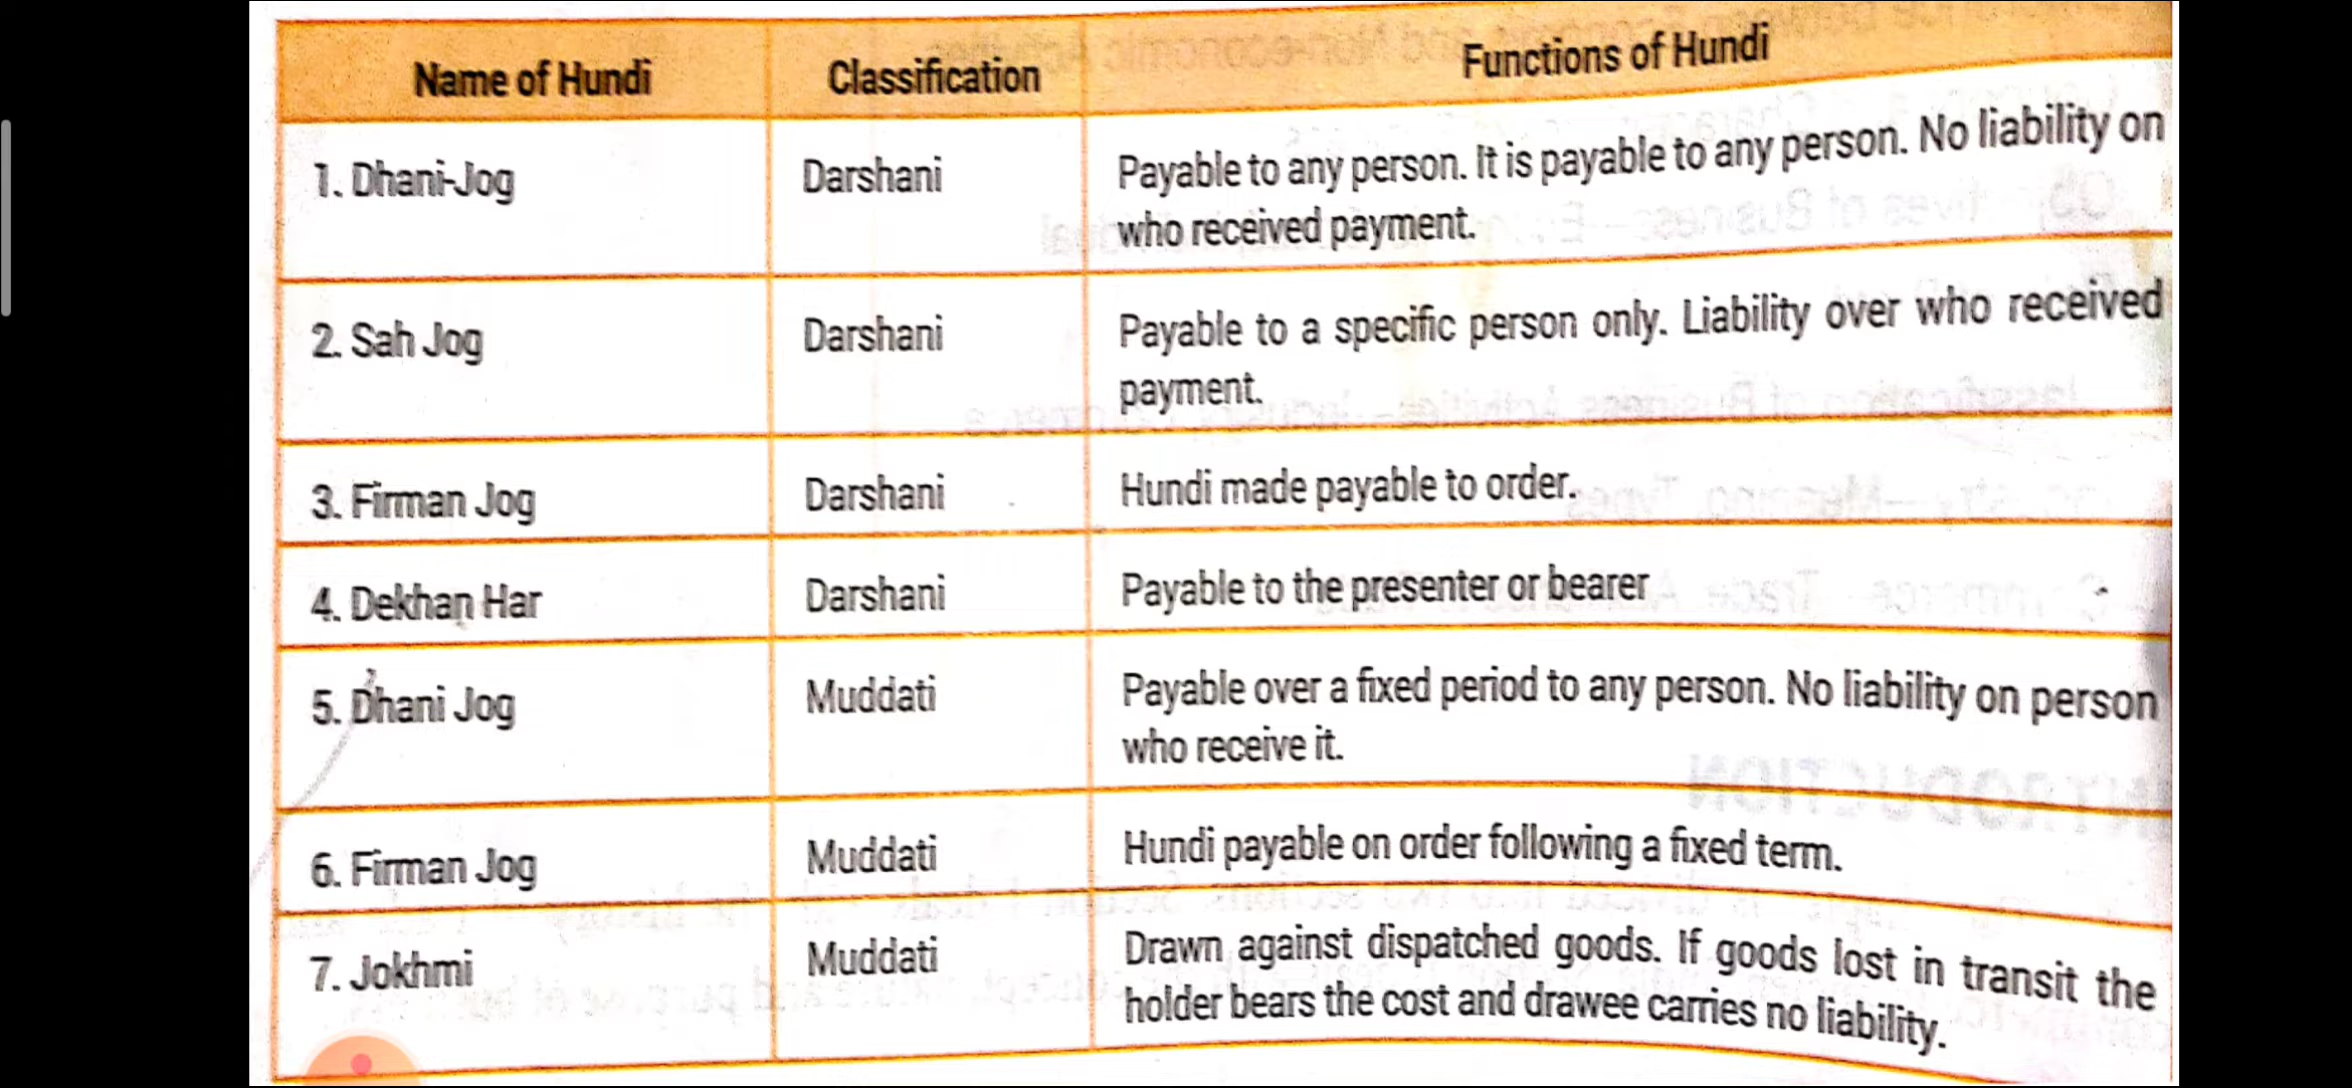 Name of Hundi
Classification
Functions of Hundi
1. Dhani-Jog
Darshani
Payable to any person. It is payable to any person. No liability on
who received payment.
2. Sah Jog
Darshani
Payable to a specific person only. Liability over who received
payment.
3. Firman Jog
Darshani
Hundi made payable to order.
4. Dekhan Har
Darshani
Payable to the presenter or bearer
5. Dhani Jog
Muddati
Payable over a fixed period to any person. No liability on person
who receive it.
6. Firman Jog
Muddati
Hundi payable on order following a fixed term.
7. Jokhmi
Muddati
Drawn against dispatched goods. If goods lost in transit the
holder bears the cost and drawee carries no liability.